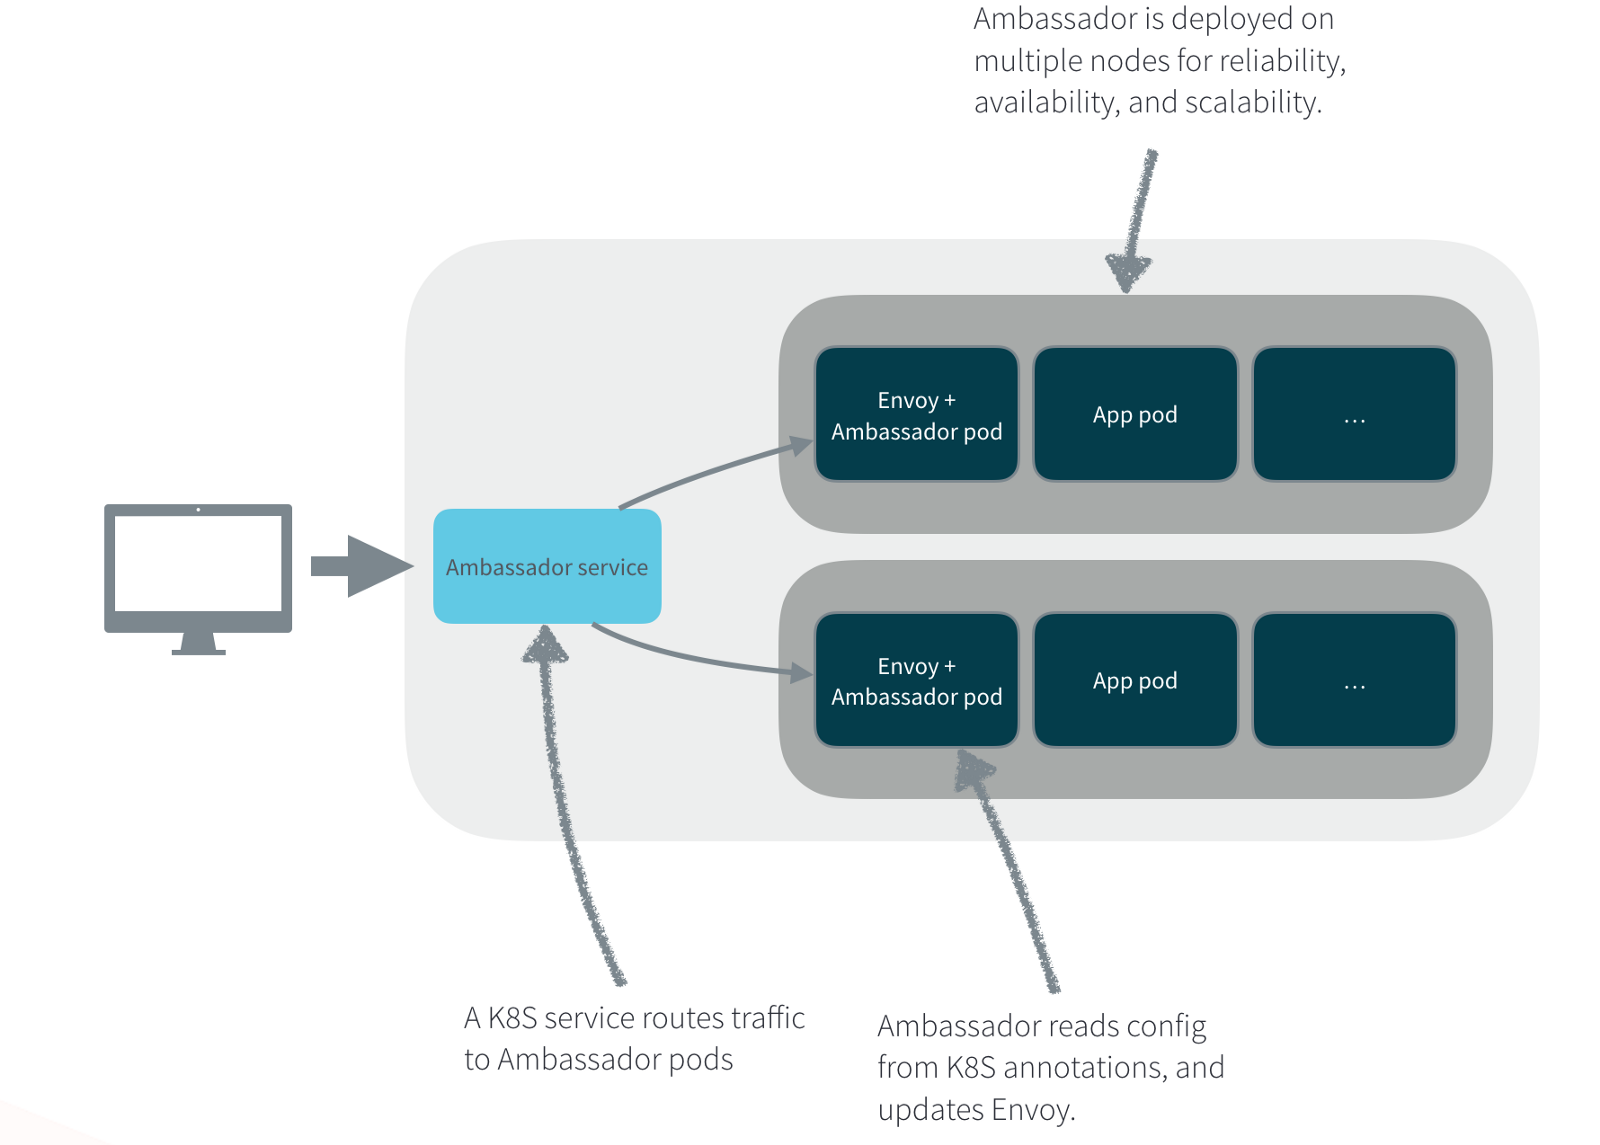 Ambassador is deployed on
multiple nodes for reliability,
availability, and scalability.
Envoy +
Ambassador pod
App pod
...
Ambassador service
Envoy +
Ambassador pod
App pod
...
A K8S service routes traffic
to Ambassador pods
Ambassador reads config
from K8S annotations, and
updates Envoy.